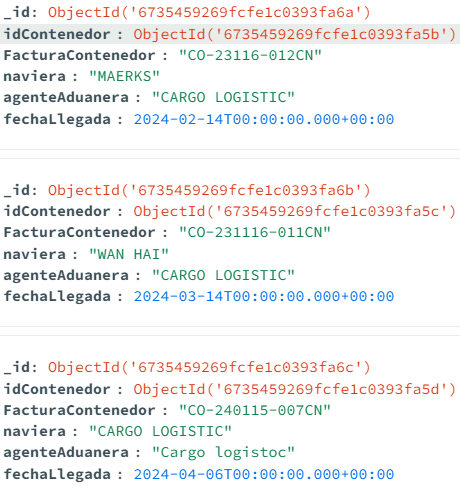 _id: ObjectId('6735459269fcfe1c0393fa6a')
idContenedor : ObjectId('6735459269fcfe1c0393fa5b')
FacturaContenedor : "CO-23116-012CN"
naviera : "MAERKS"
agenteAduanera : "CARGO LOGISTIC"
fechaLlegada : 2024-02-14T00:00:00.000+00:00
_id: ObjectId('6735459269fcfe1c0393fa6b')
idContenedor : ObjectId('6735459269fcfe1c0393fa5c')
FacturaContenedor : "CO-231116-011CN"
naviera : "WAN HAI"
agenteAduanera : "CARGO LOGISTIC"
fechaLlegada : 2024-03-14T00:00:00.000+00:00
_id: ObjectId('6735459269fcfe1c0393fa6c')
idContenedor : ObjectId('6735459269fcfe1c0393fa5d')
FacturaContenedor : "CO-240115-007CN"
naviera : "CARGO LOGISTIC"
agenteAduanera : "Cargo logistoc"
fechaLlegada : 2024-04-06T00:00:00.000+00:00